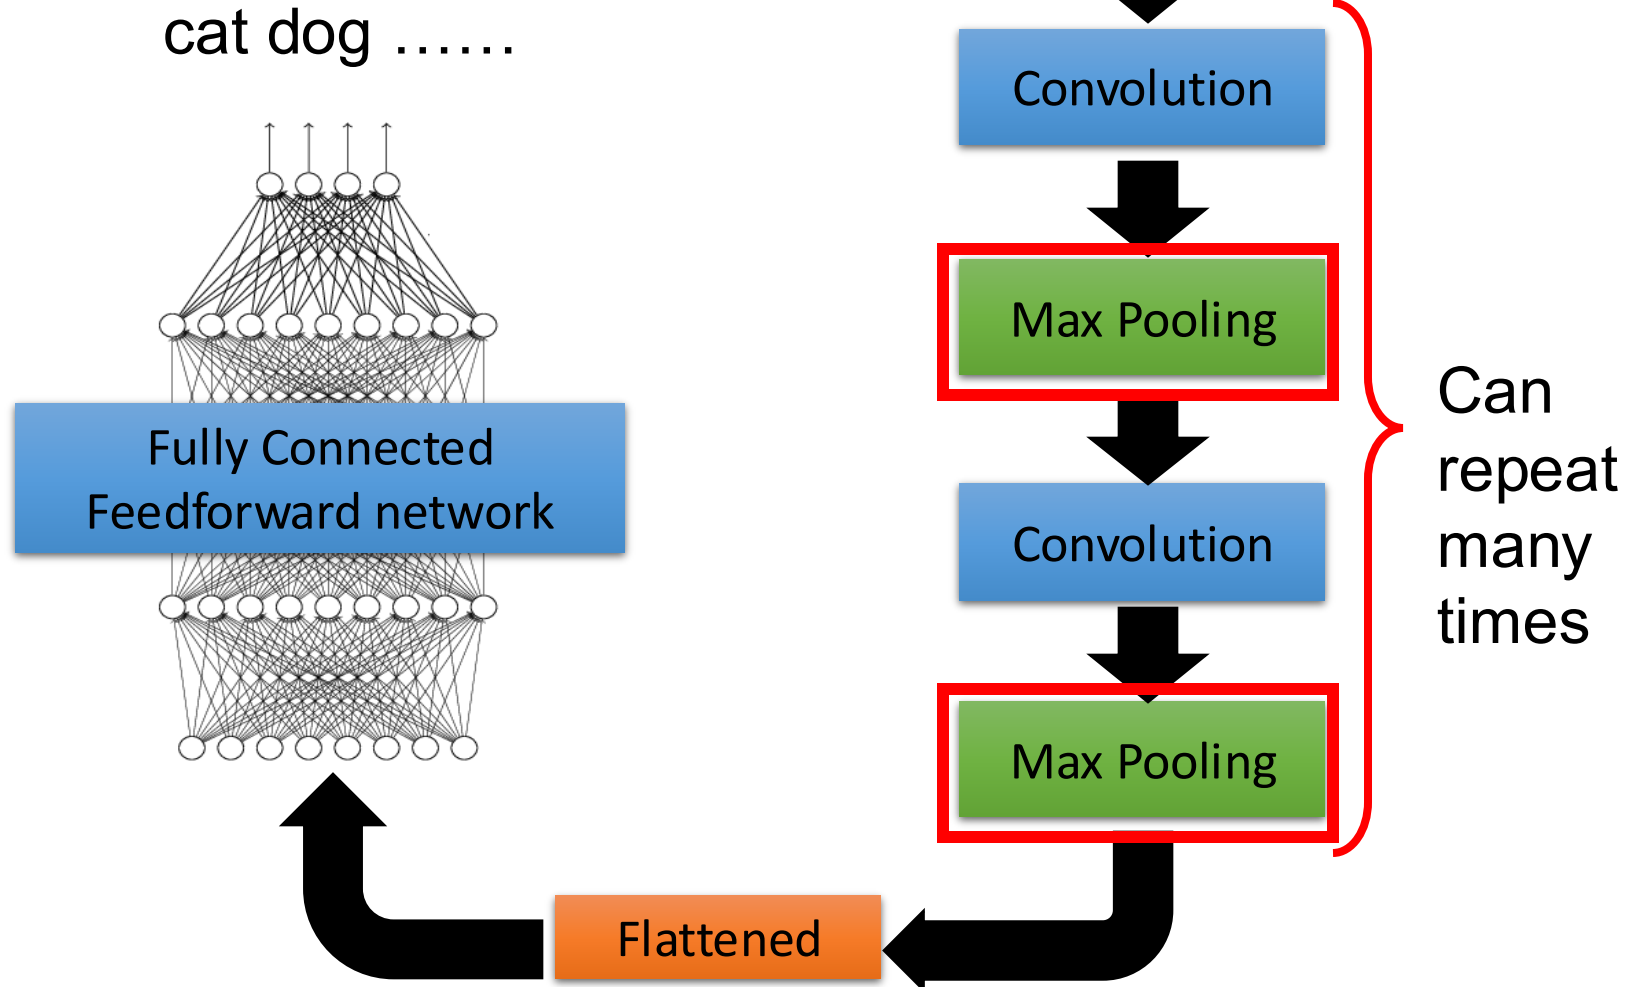 cat dog ……
Convolution
Max Pooling
Can
repeat
many
times
Fully Connected
Feedforward network
Convolution
Max Pooling
Flattened